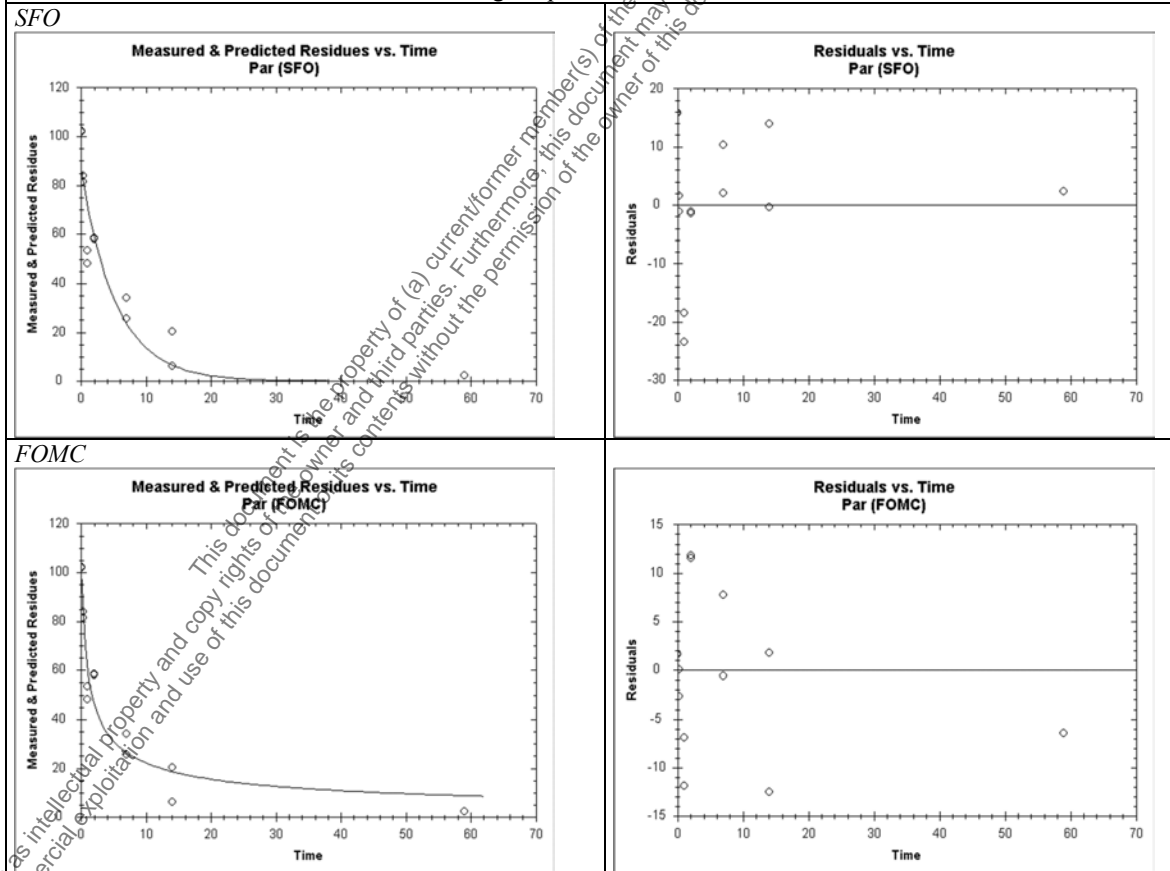 SFO
Measured & Predicted Residues vs. Time
Par (SFO)
Measured & Predicted Residues
120
100
80
60
40
20
0
0 10 20 30 40 50 60 70
Time
Residuals vs. Time
Par (SFO)
Residuals
20
10
0
-10
-20
-30
0 10 20 30 40 50 60 70
Time
FOMC
Measured & Predicted Residues vs. Time
Par (FOMC)
Measured & Predicted Residues
120
100
80
60
40
20
0
0 10 20 30 40 50 60 70
Time
Residuals vs. Time
Par (FOMC)
Residuals
15
10
5
0
-5
-10
-15
0 10 20 30 40 50 60 70
Time
This document is the property of (a) current/former member(s) of the
and copy rights of the owner and third parties. Furthermore, this document may
as intellectual property
exploitation and use of this document or its contents without the permission of the owner of this